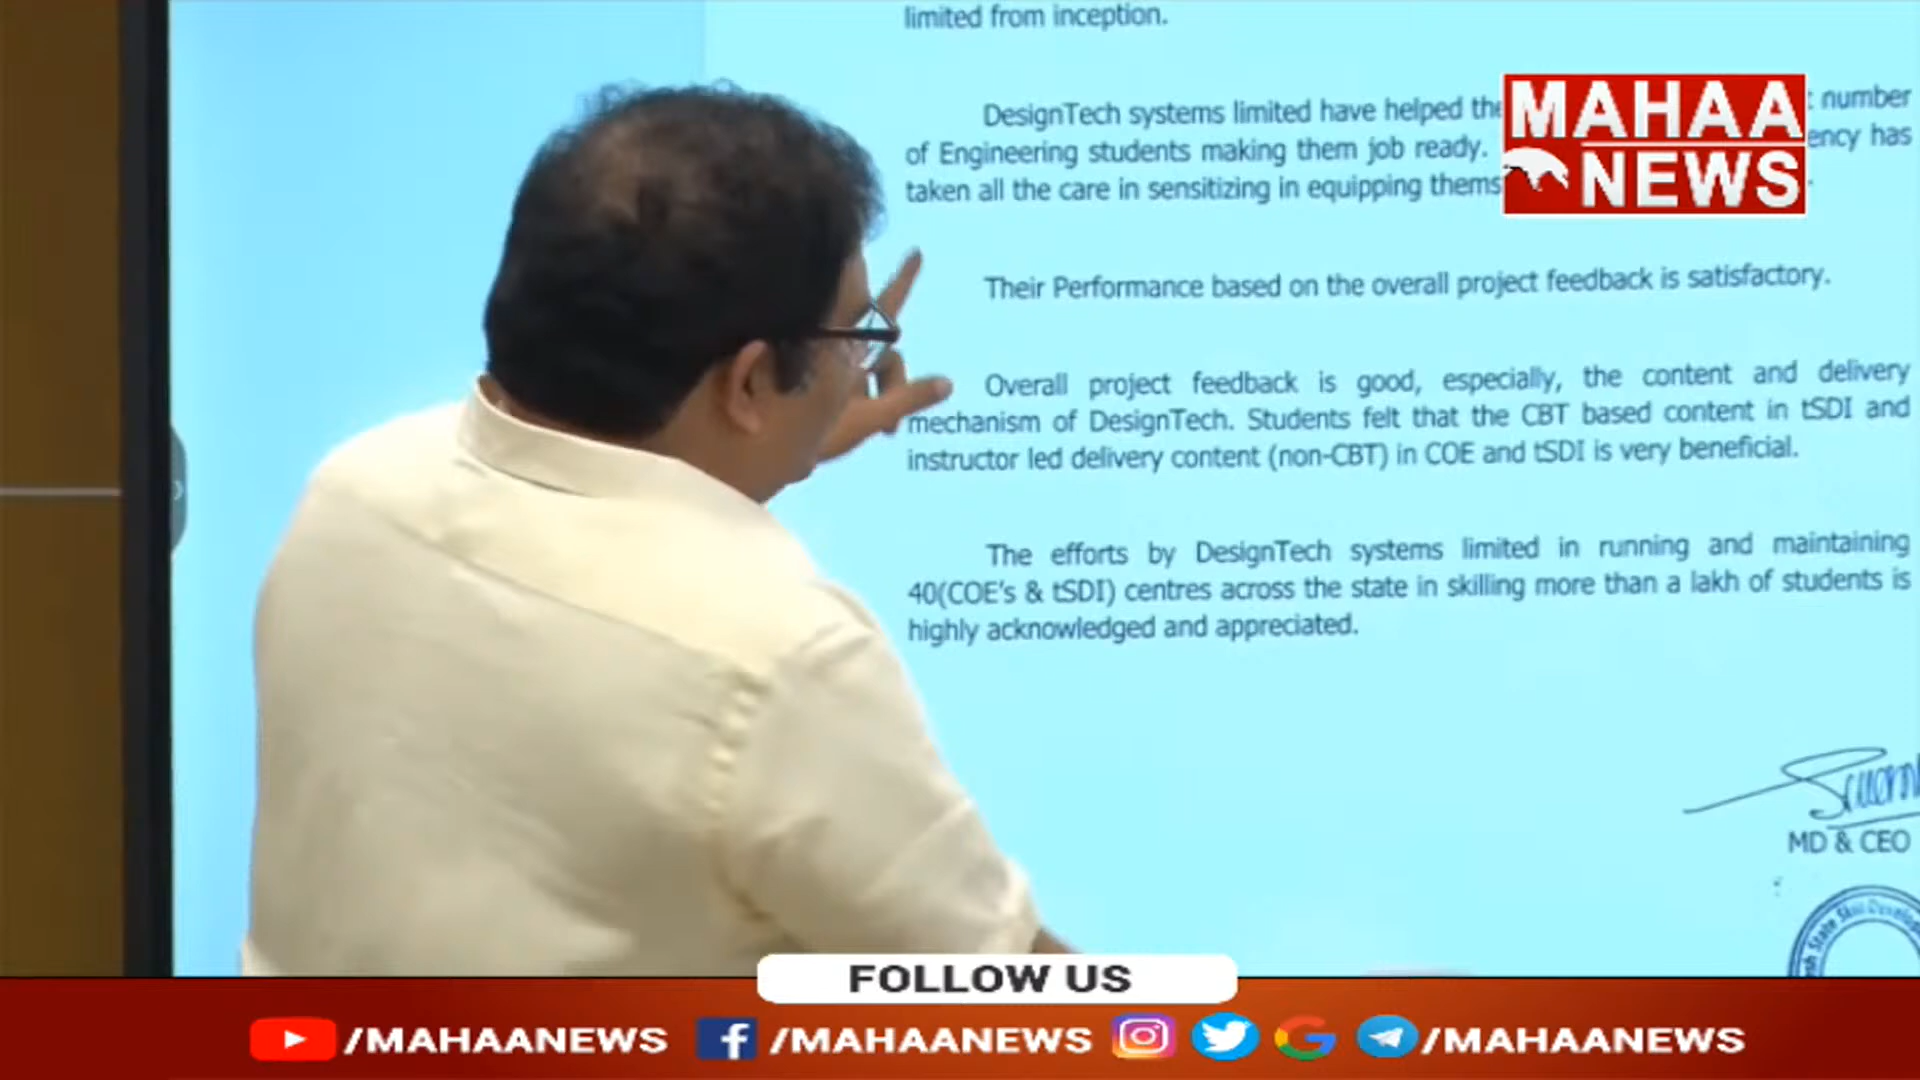 limited from inception.
DesignTech systems limited have helped the number
of Engineering students making them job ready. has
taken all the care in sensitizing in equipping
Their Performance based on the overall project feedback is satisfactory.
Overall project feedback is good, especially, the content and delivery
mechanism of DesignTech. Students felt that the CBT based content in tSDI and
instructor led delivery content (non-CBT) in COE and tSDI is very beneficial.
The efforts by DesignTech systems limited in running and maintaining
40(COE's & tSDI) centres across the state in skilling more than a lakh of students is
highly acknowledged and appreciated.
MD & CEO
State Skill
MAHAA
NEWS
FOLLOW US
/MAHAANEWS /MAHAANEWS /MAHAANEWS